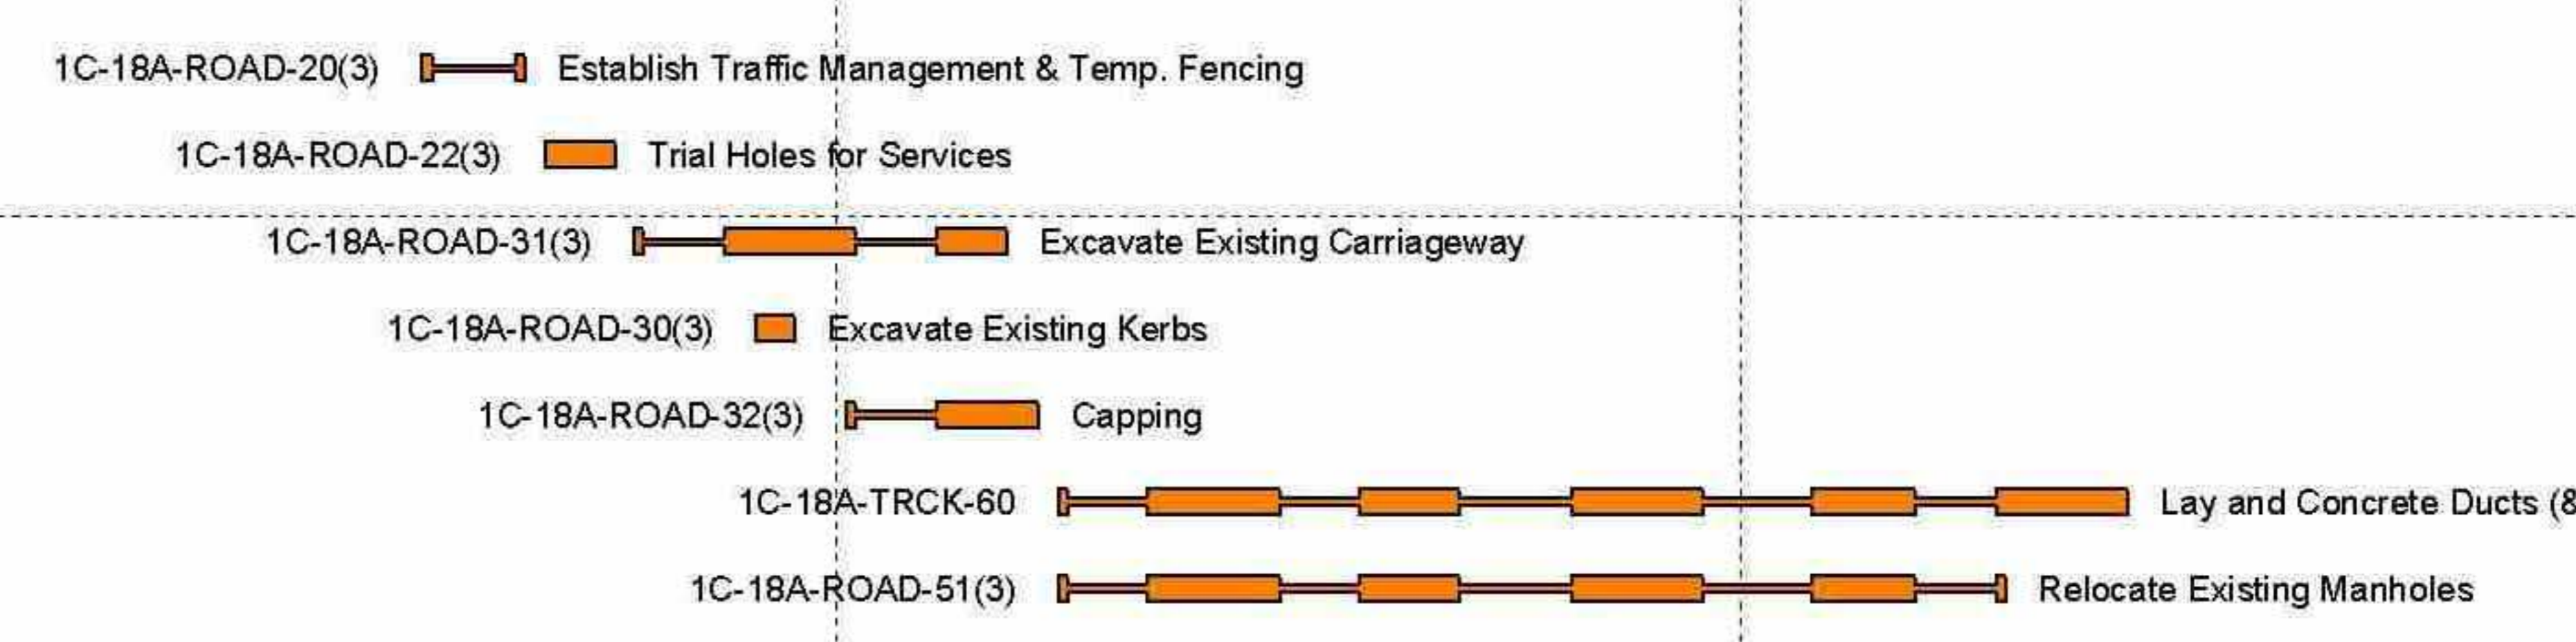 1C-18A-ROAD-20(3) Establish Traffic Management & Temp. Fencing
1C-18A-ROAD-22(3) Trial Holes for Services
1C-18A-ROAD-31(3) Excavate Existing Carriageway
1C-18A-ROAD-30(3) Excavate Existing Kerbs
1C-18A-ROAD-32(3) Capping
1C-18A-TRCK-60 Lay and Concrete Ducts (&
1C-18A-ROAD-51(3) Relocate Existing Manholes